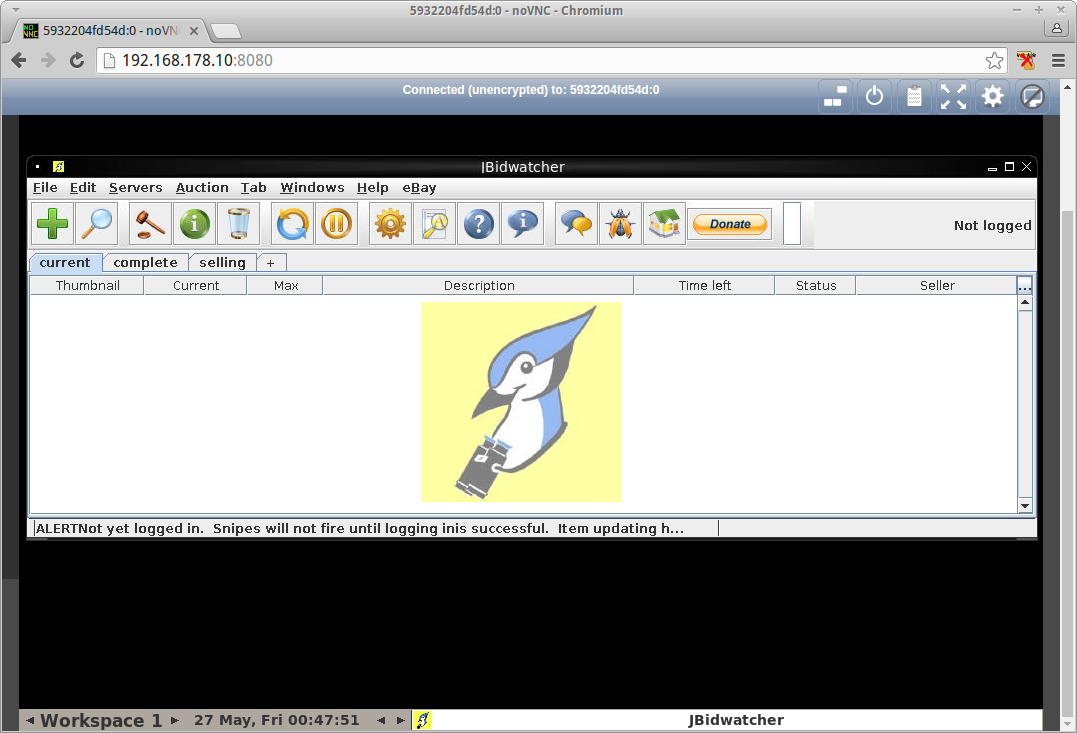 5932204fd54d:0 - noVNC - Chromium
5932204fd54d:0 - noVN
192.168.178.10:8080
Connected (unencrypted) to: 5932204fd54d:0
JBidwatcher
File Edit Servers Auction Tab Windows Help eBay
Donate
Not logged
current complete selling +
Thumbnail Current Max Description Time left Status Seller ...
ALERTNot yet logged in. Snipes will not fire until logging inis successful. Item updating h...
Workspace 1 27 May, Fri 00:47:51 JBidwatcher